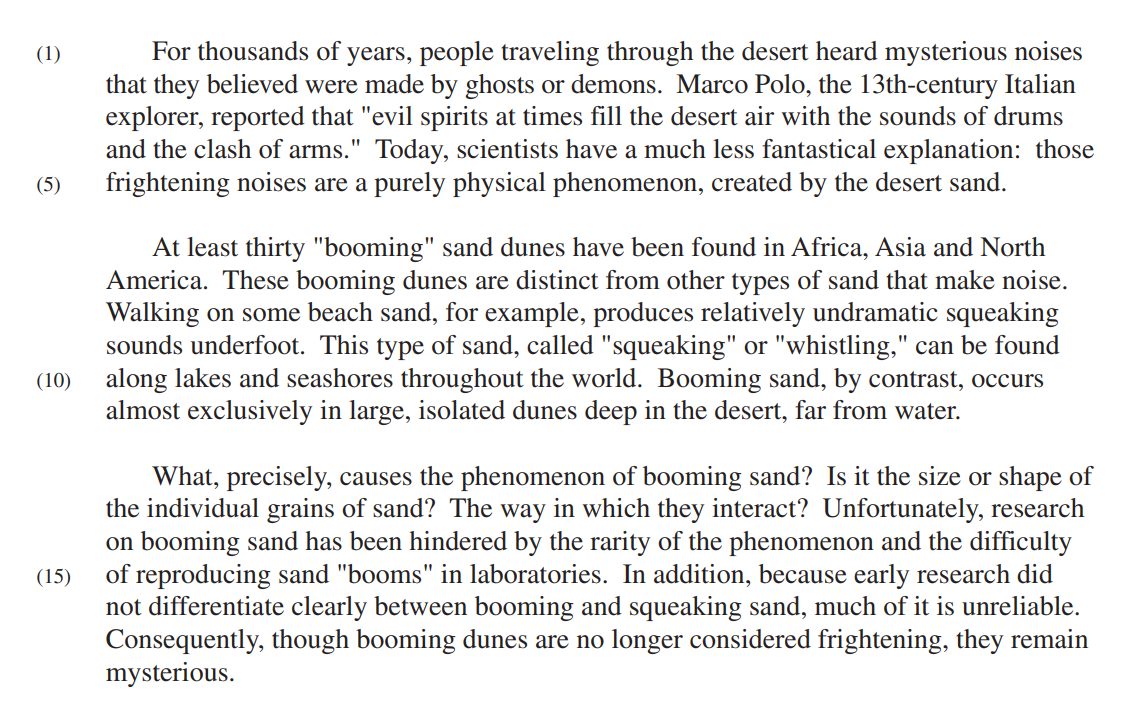 (1) For thousands of years, people traveling through the desert heard mysterious noises
that they believed were made by ghosts or demons.  Marco Polo, the 13th-century Italian
explorer, reported that "evil spirits at times fill the desert air with the sounds of drums
and the clash of arms."  Today, scientists have a much less fantastical explanation:  those
(5) frightening noises are a purely physical phenomenon, created by the desert sand.
At least thirty "booming" sand dunes have been found in Africa, Asia and North
America.  These booming dunes are distinct from other types of sand that make noise.
Walking on some beach sand, for example, produces relatively undramatic squeaking
sounds underfoot.  This type of sand, called "squeaking" or "whistling," can be found
(10) along lakes and seashores throughout the world.  Booming sand, by contrast, occurs
almost exclusively in large, isolated dunes deep in the desert, far from water.
What, precisely, causes the phenomenon of booming sand?  Is it the size or shape of
the individual grains of sand?  The way in which they interact?  Unfortunately, research
on booming sand has been hindered by the rarity of the phenomenon and the difficulty
(15) of reproducing sand "booms" in laboratories.  In addition, because early research did
not differentiate clearly between booming and squeaking sand, much of it is unreliable.
Consequently, though booming dunes are no longer considered frightening, they remain
mysterious.